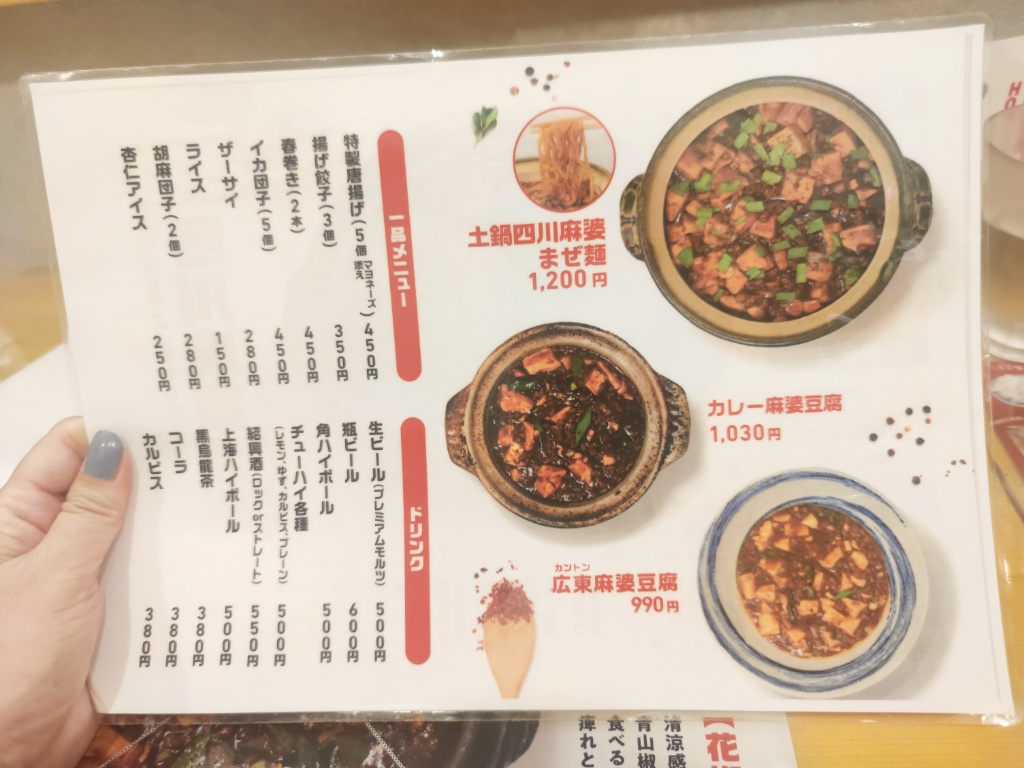 土鍋四川麻婆
まぜ麺
1,200円
カレー麻婆豆腐
1,030円
カントン
広東麻婆豆腐
990円
一品メニュー
特製唐揚げ(5個 マヨネーズ添え) 450円
揚げ餃子(3個) 350円
春巻き(2本) 450円
イカ団子(5個) 450円
ザーサイ 280円
ライス 150円
胡麻団子(2個) 280円
杏仁アイス 250円
ドリンク
生ビール(プレミアムモルツ) 500円
瓶ビール 600円
角ハイボール 500円
チューハイ各種
(レモン、ゆず、カルピス、プレーン) 500円
紹興酒(ロックorストレート) 550円
上海ハイボール 500円
黒烏龍茶 380円
コーラ 380円
カルピス 380円
【花椒
清涼感
青山椒
食べる
痺れと